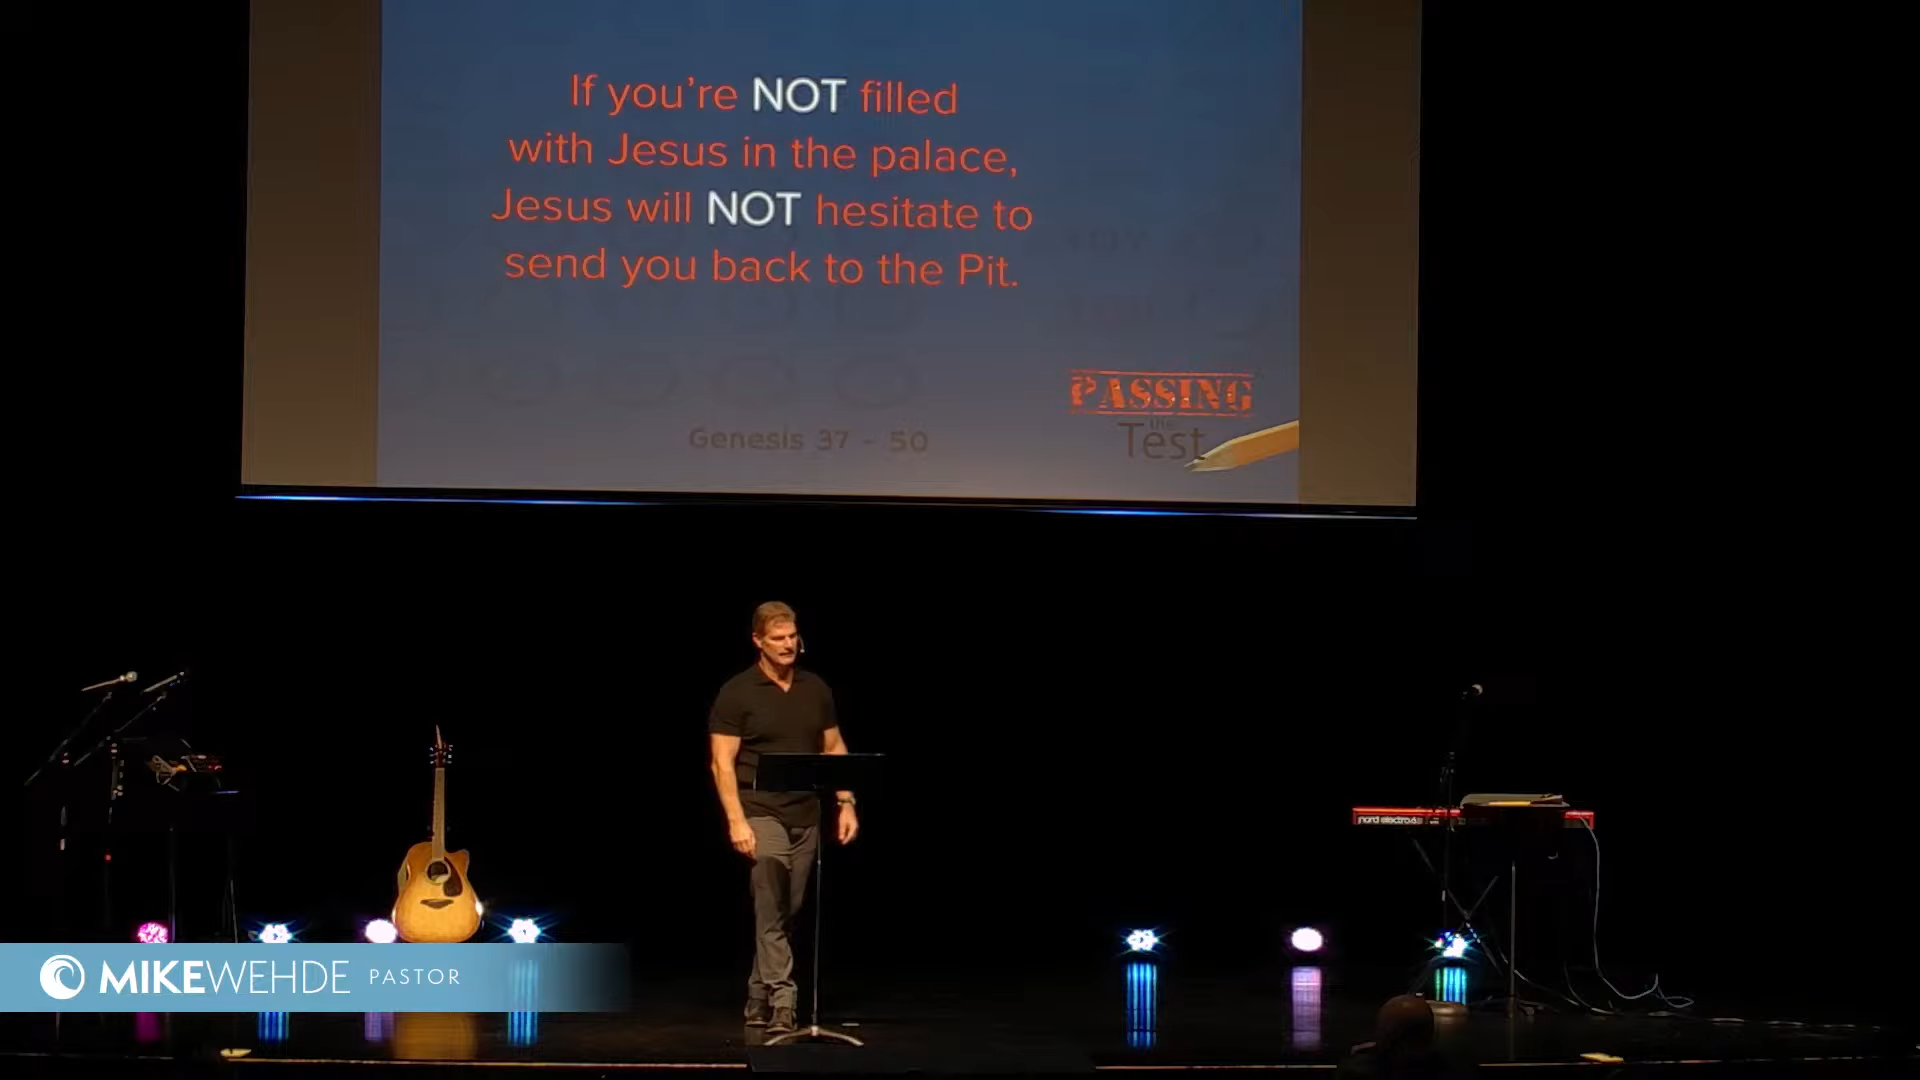 If you're NOT filled
with Jesus in the palace,
Jesus will NOT hesitate to
send you back to the Pit.
PASSING
the
Test
Genesis 37 - 50
nord electro 6
MIKEWEHDE PASTOR